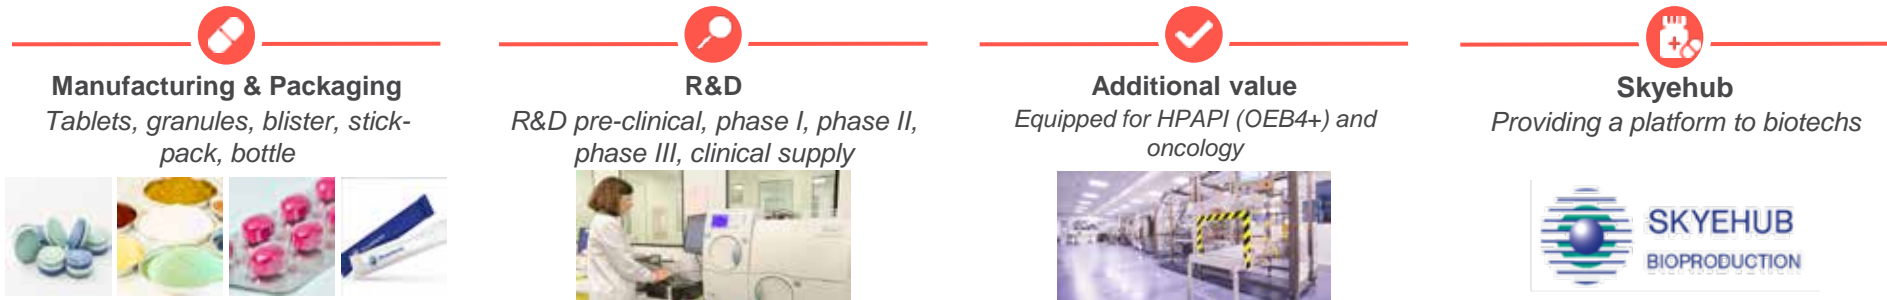 Manufacturing & Packaging
Tablets, granules, blister, stick-
pack, bottle
R&D
R&D pre-clinical, phase I, phase II,
phase III, clinical supply
Additional value
Equipped for HPAPI (OEB4+) and
oncology
Skyehub
Providing a platform to biotechs
SKYEHUB
BIOPRODUCTION